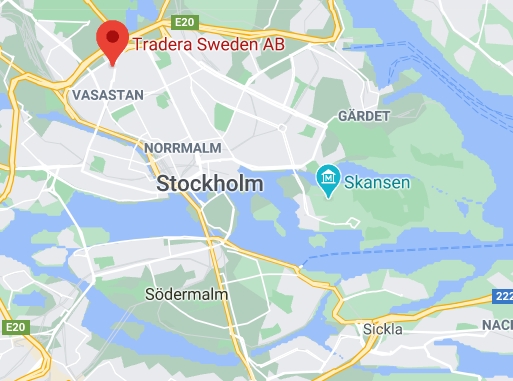 E20
Tradera Sweden AB
VASASTAN
GÄRDET
NORRMALM
Stockholm
Skansen
Södermalm
222
E20
Sickla
NAC